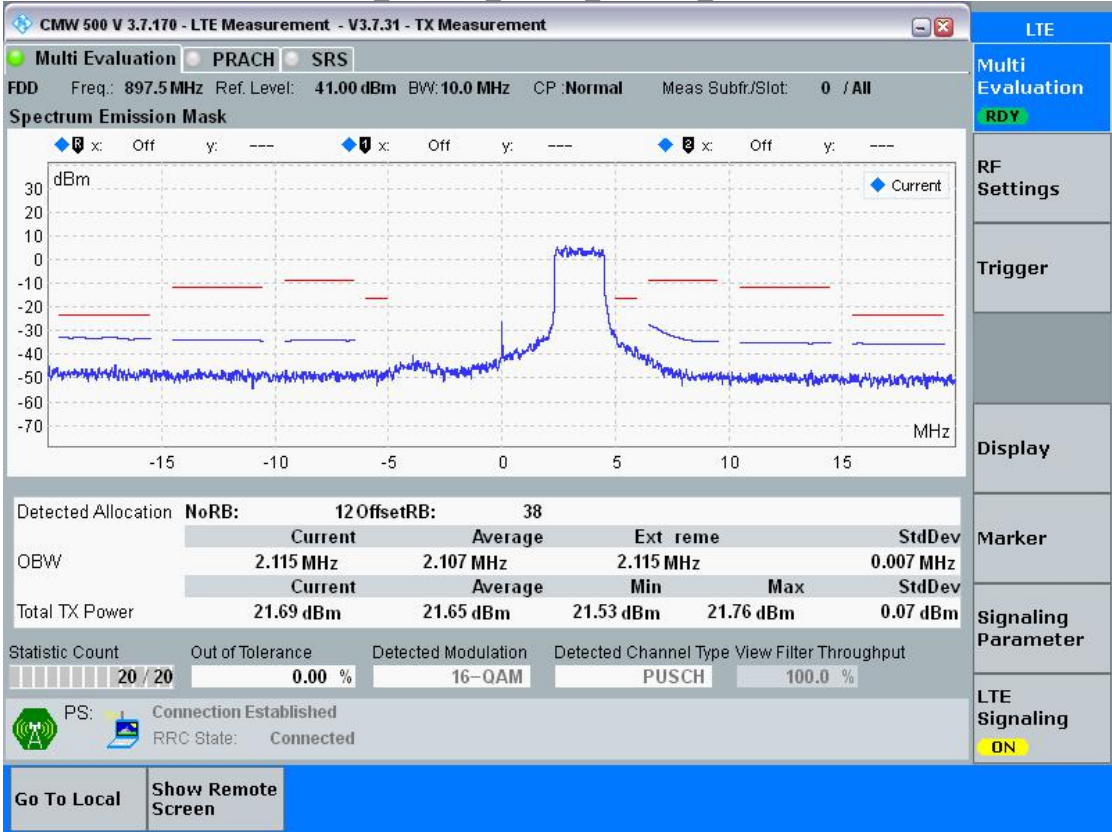 CMW 500 V 3.7.170 - LTE Measurement - V3.7.31 - TX Measurement
LTE
Multi Evaluation PRACH SRS
FDD Freq.: 897.5 MHz Ref. Level: 41.00 dBm BW: 10.0 MHz CP :Normal Meas Subfr./Slot: 0 / All
Spectrum Emission Mask
R x: Off y: --- 1 x: Off y: --- 2 x: Off y: ---
dBm
Current
30
20
10
0
-10
-20
-30
-40
-50
-60
-70
MHz
-15 -10 -5 0 5 10 15
Detected Allocation NoRB: 12 OffsetRB: 38
Current Average Ext reme StdDev
OBW 2.115 MHz 2.107 MHz 2.115 MHz 0.007 MHz
Current Average Min Max StdDev
Total TX Power 21.69 dBm 21.65 dBm 21.53 dBm 21.76 dBm 0.07 dBm
Statistic Count Out of Tolerance Detected Modulation Detected Channel Type View Filter Throughput
20 / 20 0.00 % 16-QAM PUSCH 100.0 %
PS: Connection Established
RRC State: Connected
Multi
Evaluation
RDY
RF
Settings
Trigger
Display
Marker
Signaling
Parameter
LTE
Signaling
ON
Go To Local
Show Remote
Screen